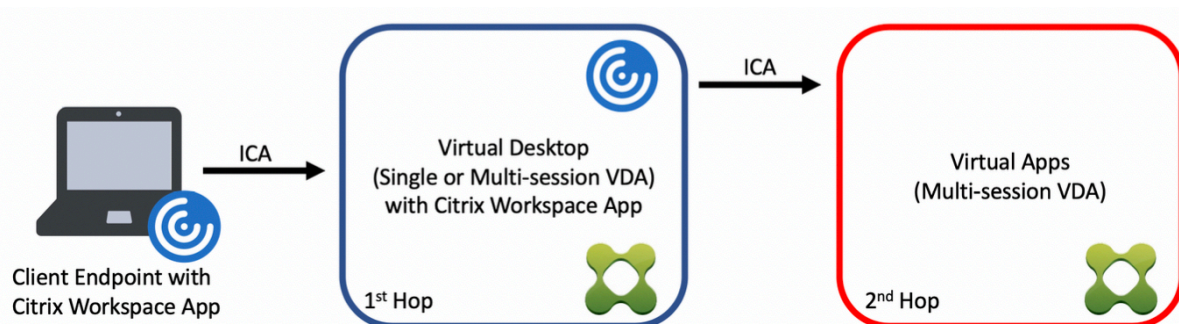 ICA
Client Endpoint with
Citrix Workspace App
Virtual Desktop
(Single or Multi-session VDA)
with Citrix Workspace App
1st Hop
ICA
Virtual Apps
(Multi-session VDA)
2nd Hop